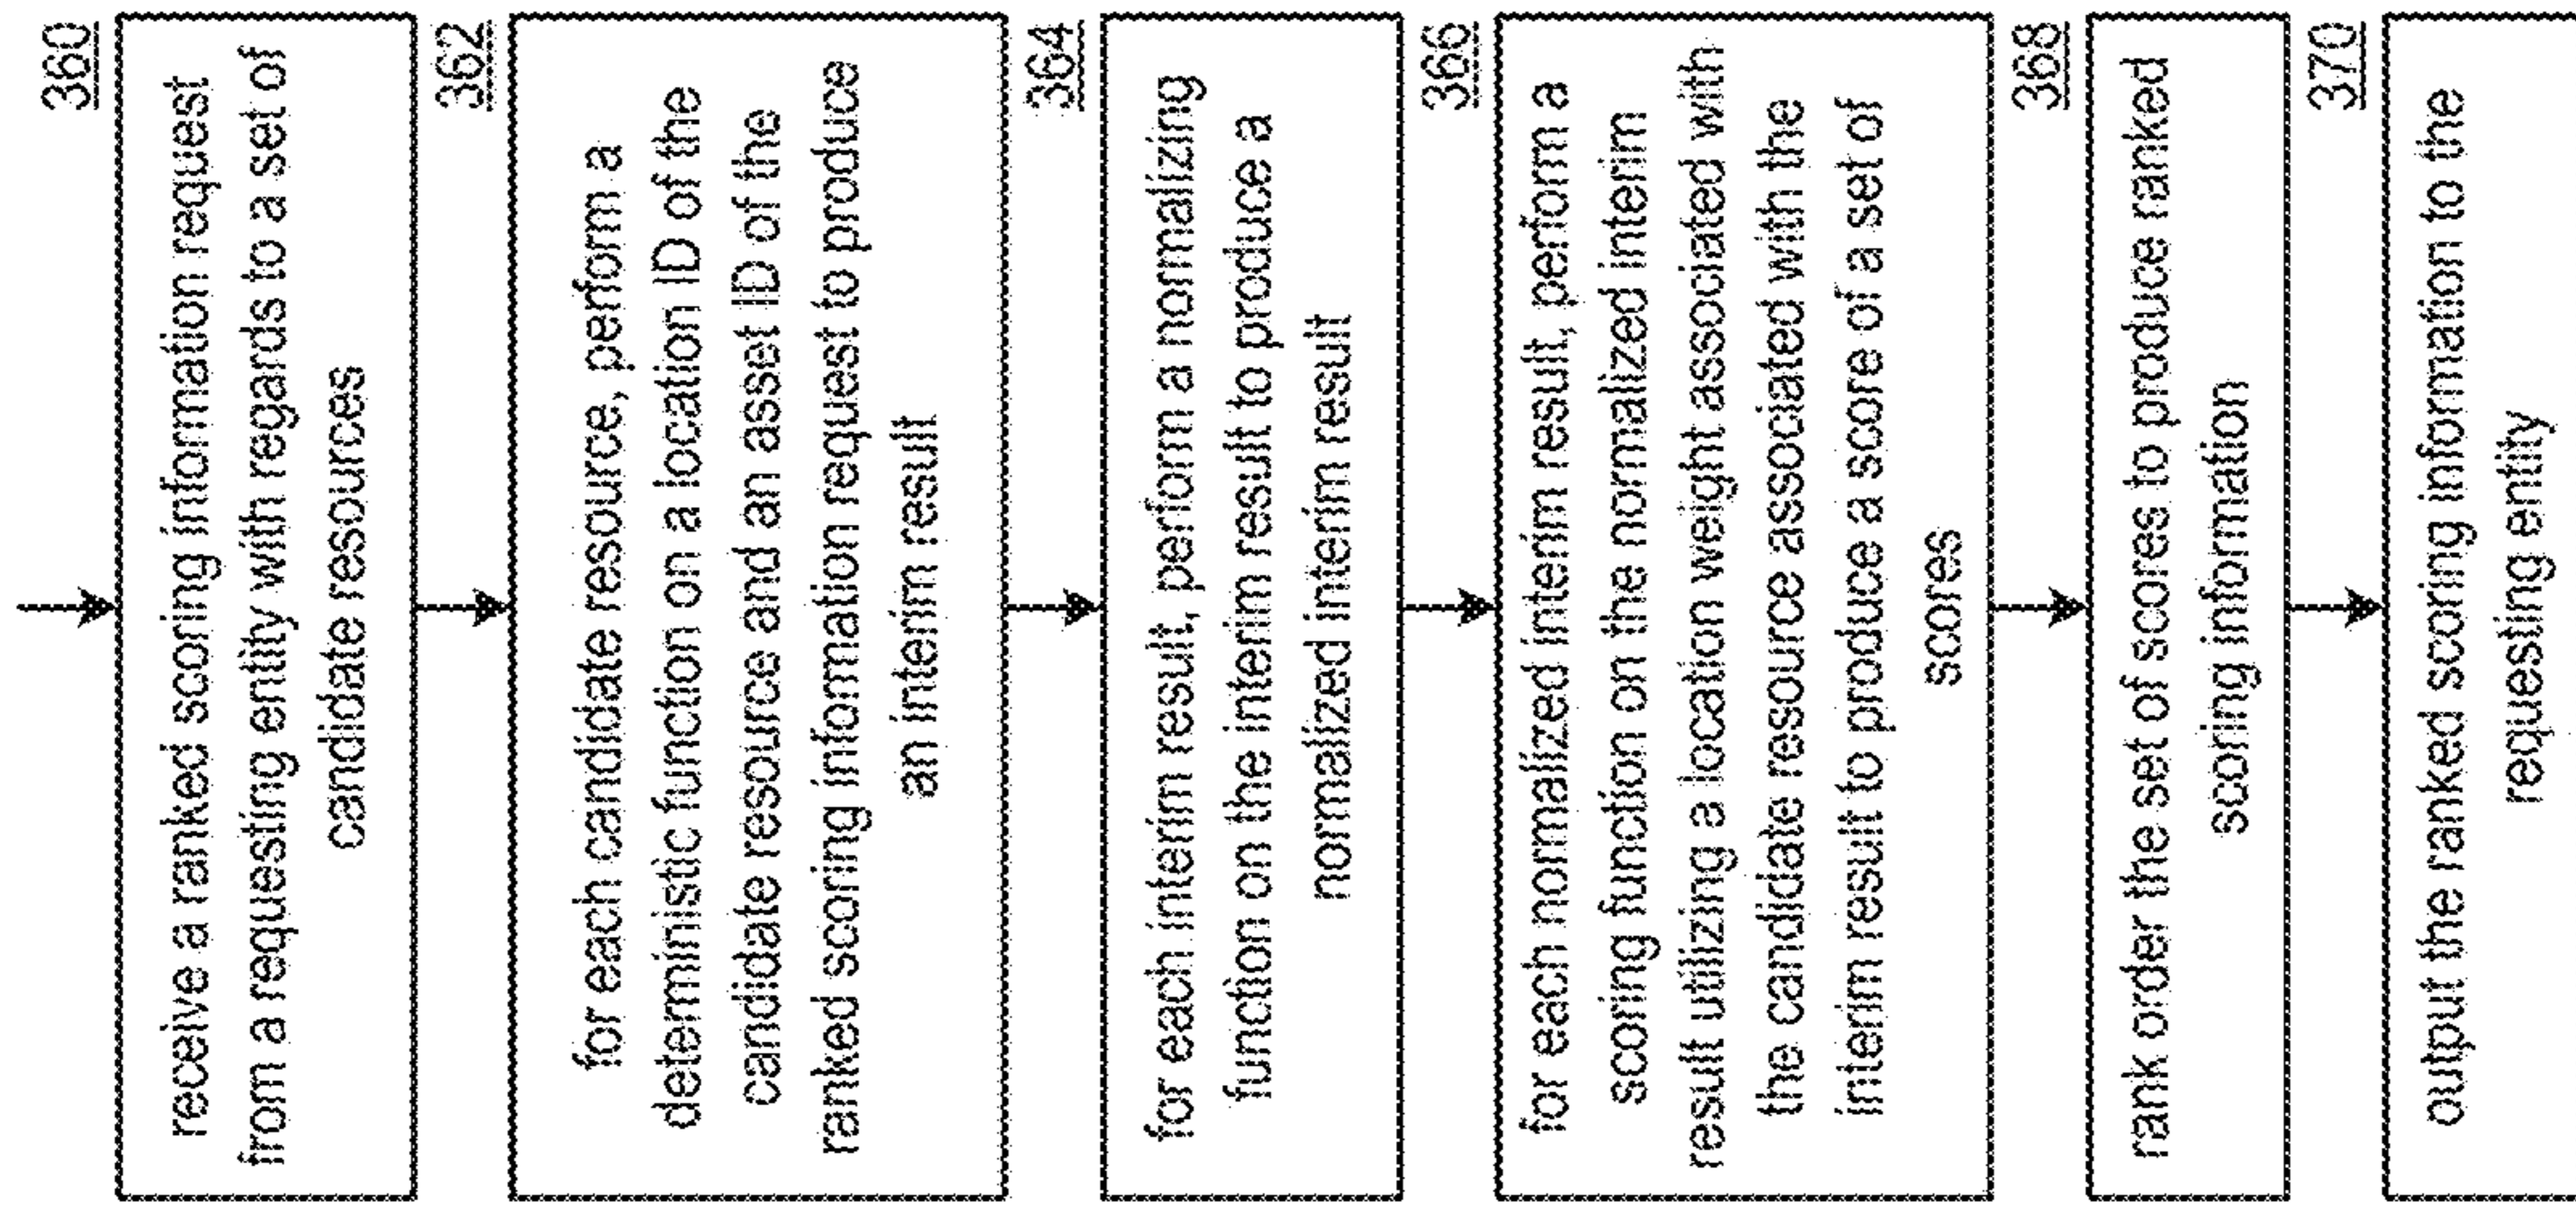 360
receive a ranked scoring information request
from a requesting entity with regards to a set of
candidate resources
362
for each candidate resource, perform a
deterministic function on a location ID of the
candidate resource and an asset ID of the
ranked scoring information request to produce
an interim result
364
for each interim result, perform a normalizing
function on the interim result to produce a
normalized interim result
366
for each normalized interim result, perform a
scoring function on the normalized interim
result utilizing a location weight associated with
the candidate resource associated with the
interim result to produce a score of a set of
scores
368
rank order the set of scores to produce ranked
scoring information
370
output the ranked scoring information to the
requesting entity